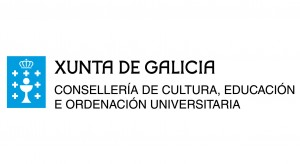 XUNTA DE GALICIA
CONSELLERÍA DE CULTURA, EDUCACIÓN
E ORDENACIÓN UNIVERSITARIA